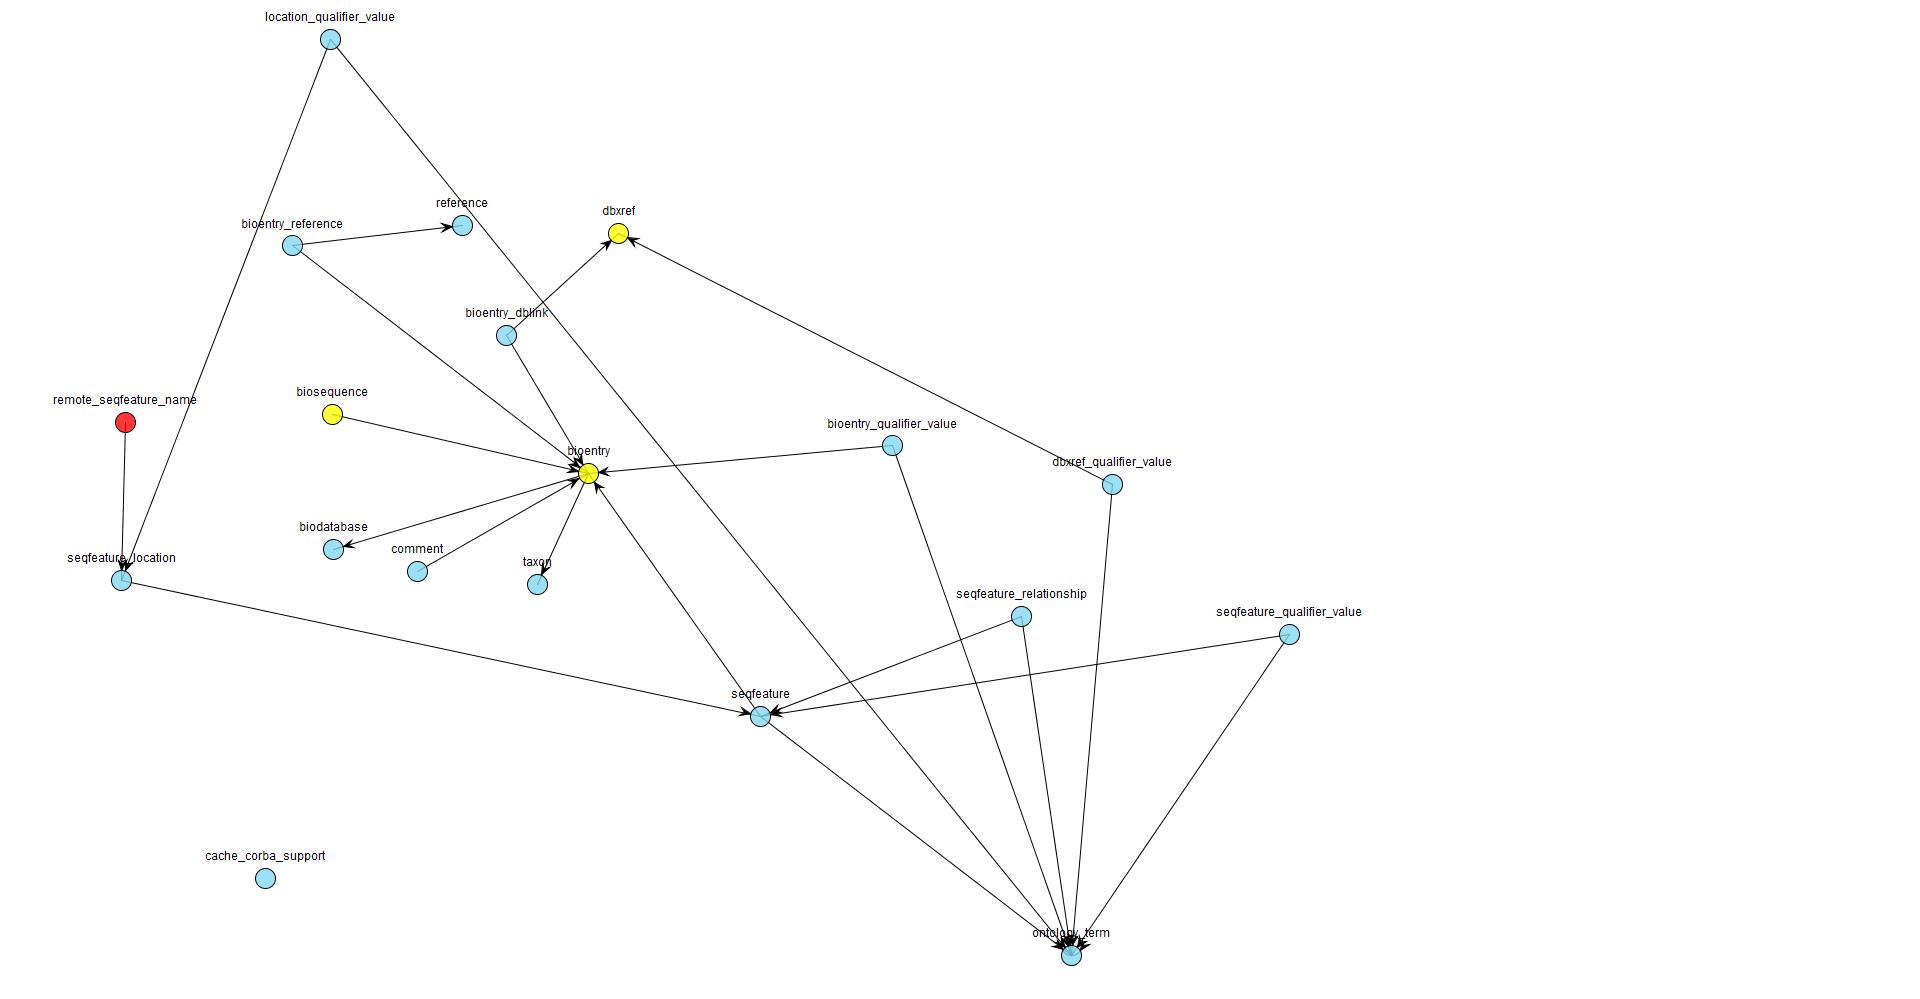 location_qualifier_value
reference
dbxref
bioentry_reference
bioentry_dblink
biosequence
remote_seqfeature_name
bioentry_qualifier_value
bioentry
dbxref_qualifier_value
biodatabase
comment
seqfeature_location
taxon
seqfeature_relationship
seqfeature_qualifier_value
seqfeature
cache_corba_support
ontology_term